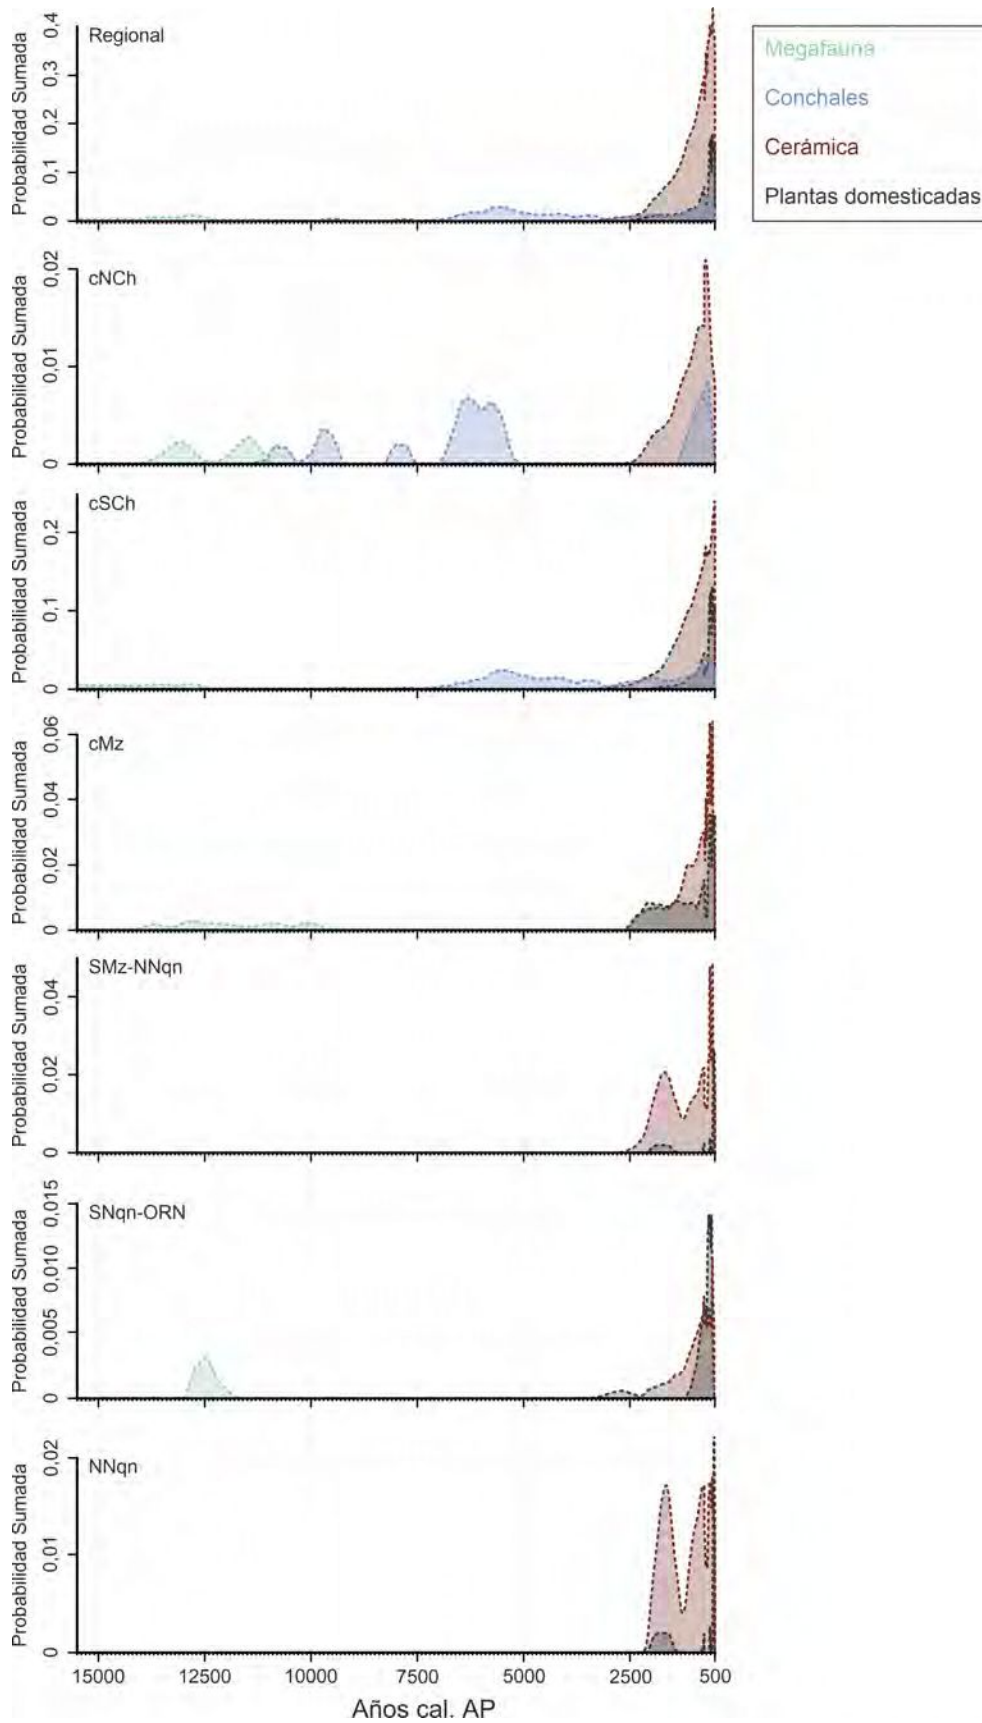 Probabilidad Sumada
0,4
0,3
0,2
0,1
0
Regional
Megafauna
Conchales
Cerámica
Plantas domesticadas
Probabilidad Sumada
0,02
0,01
0
cNCh
Probabilidad Sumada
0,2
0,1
0
cSCh
Probabilidad Sumada
0,06
0,04
0,02
0
cMz
Probabilidad Sumada
0,04
0,02
0
SMz-NNqn
Probabilidad Sumada
0,015
0,010
0,005
0
SNqn-ORN
Probabilidad Sumada
0,02
0,01
0
NNqn
15000 12500 10000 7500 5000 2500 500
Años cal. AP